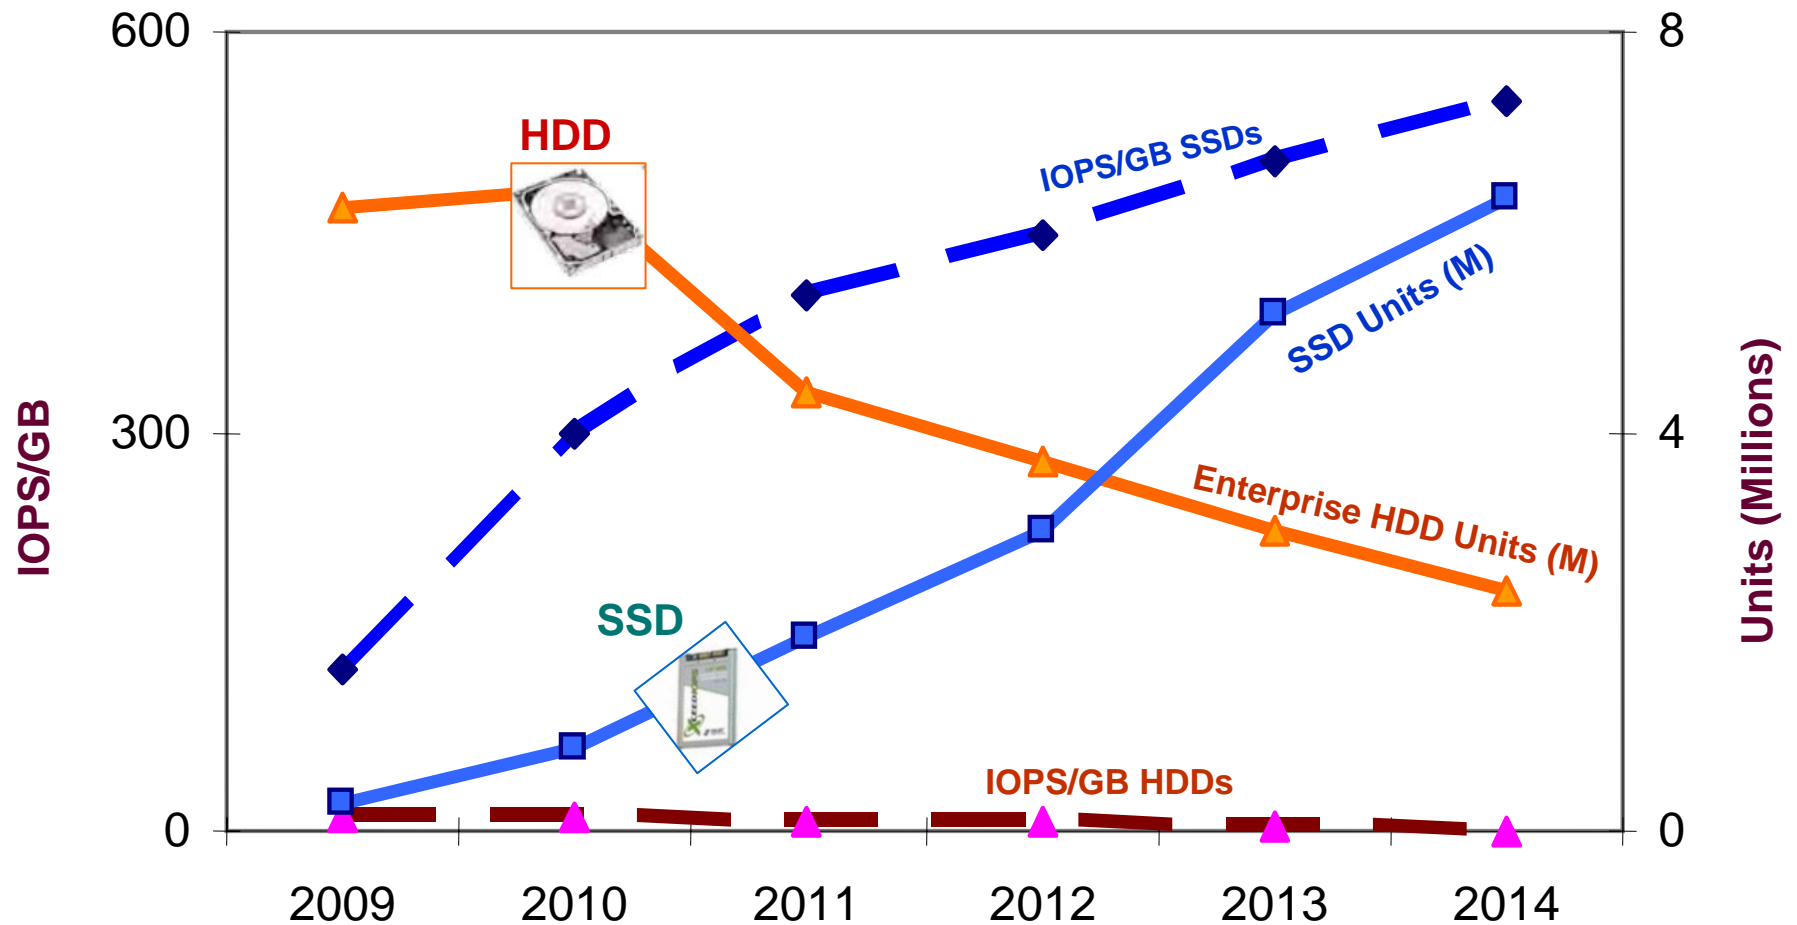 600
8
HDD
IOPS/GB SSDs
SSD Units (M)
IOPS/GB
300
4
Units (Millions)
Enterprise HDD Units (M)
SSD
IOPS/GB HDDs
0
0
2009 2010 2011 2012 2013 2014